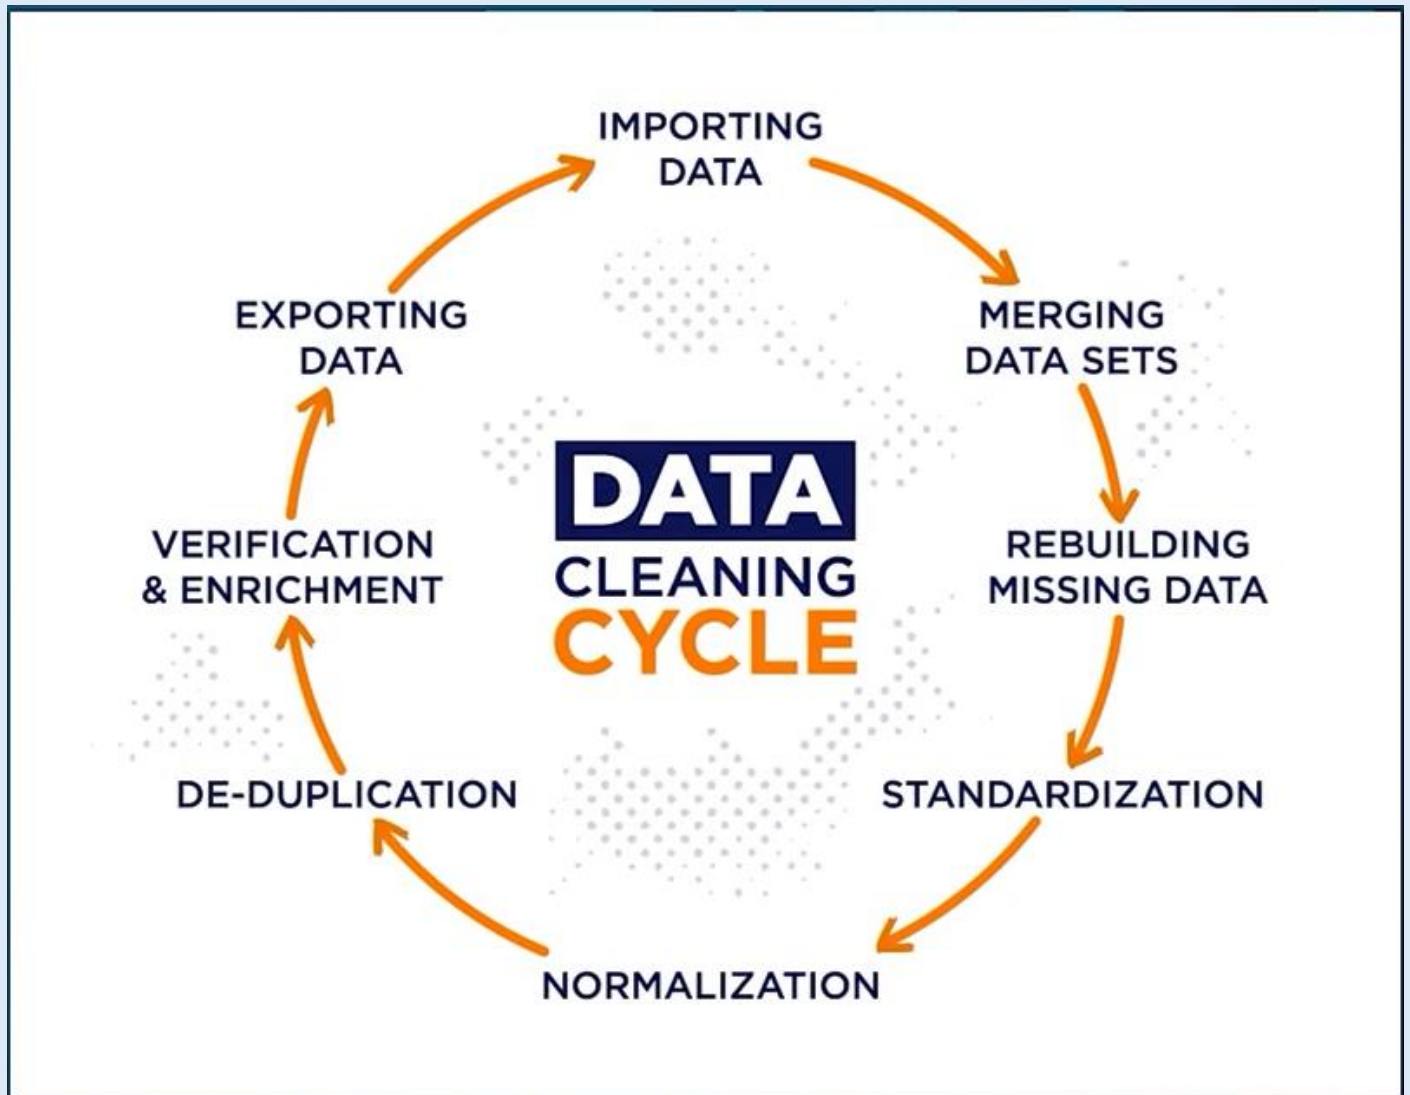 IMPORTING
DATA
MERGING
DATA SETS
REBUILDING
MISSING DATA
STANDARDIZATION
NORMALIZATION
DE-DUPLICATION
VERIFICATION
& ENRICHMENT
EXPORTING
DATA
DATA
CLEANING
CYCLE